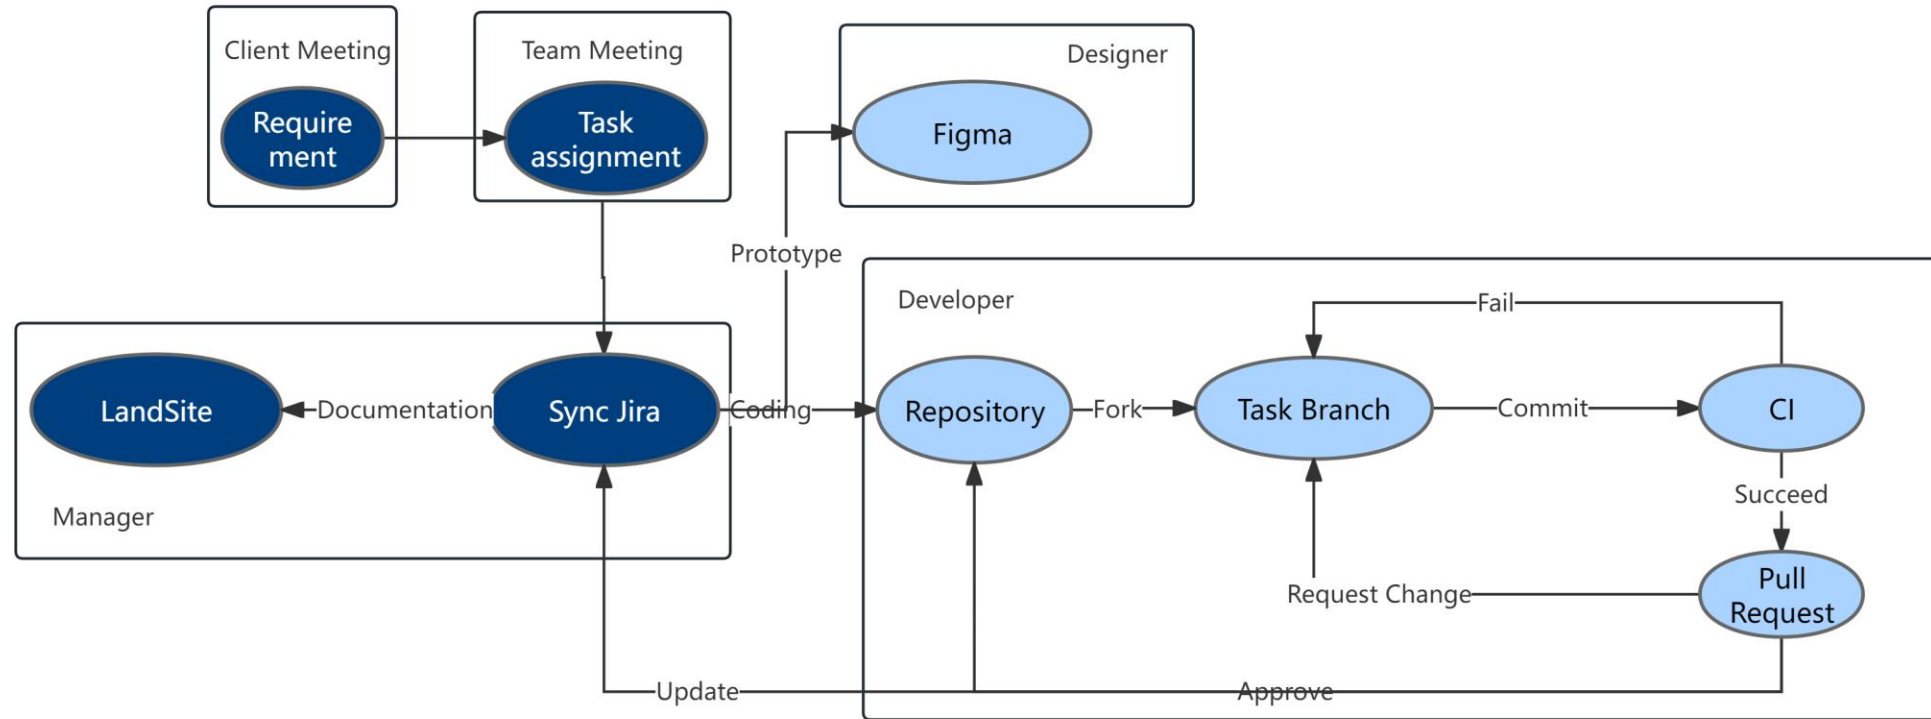 Client Meeting
Require
ment
Team Meeting
Task
assignment
Designer
Figma
Prototype
Developer
Fail
LandSite
Documentation
Sync Jira
Coding
Repository
Fork
Task Branch
Commit
CI
Succeed
Manager
Pull
Request
Request Change
Update
Approve